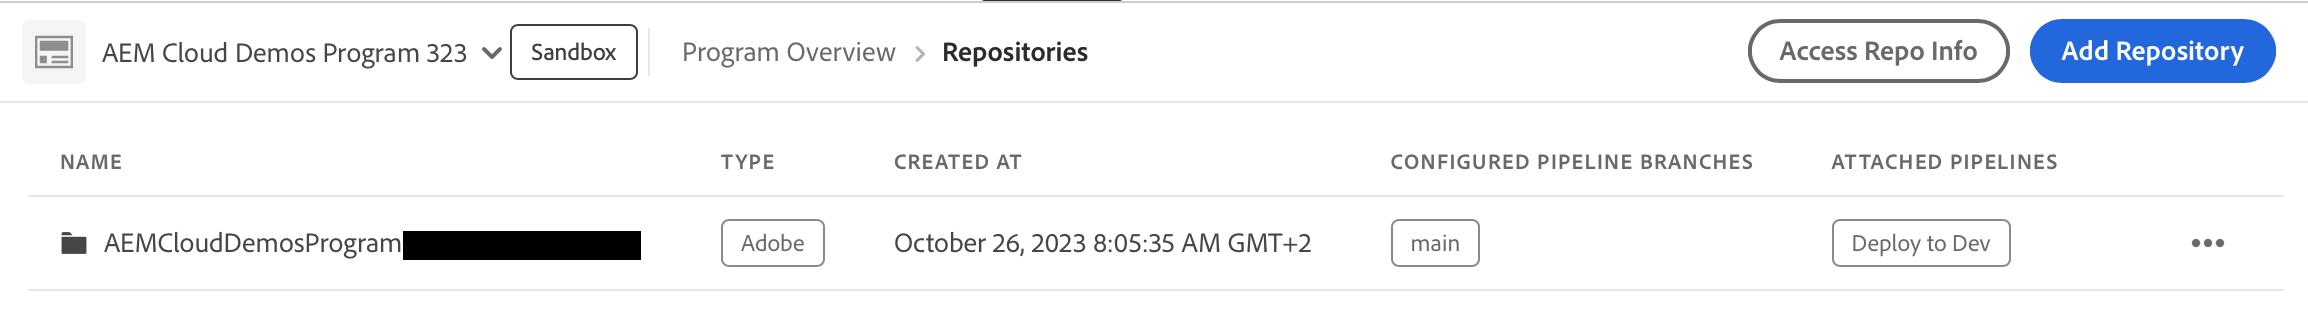 AEM Cloud Demos Program 323 Sandbox Program Overview > Repositories Access Repo Info Add Repository
NAME TYPE CREATED AT CONFIGURED PIPELINE BRANCHES ATTACHED PIPELINES
AEMCloudDemosProgram Adobe October 26, 2023 8:05:35 AM GMT+2 main Deploy to Dev